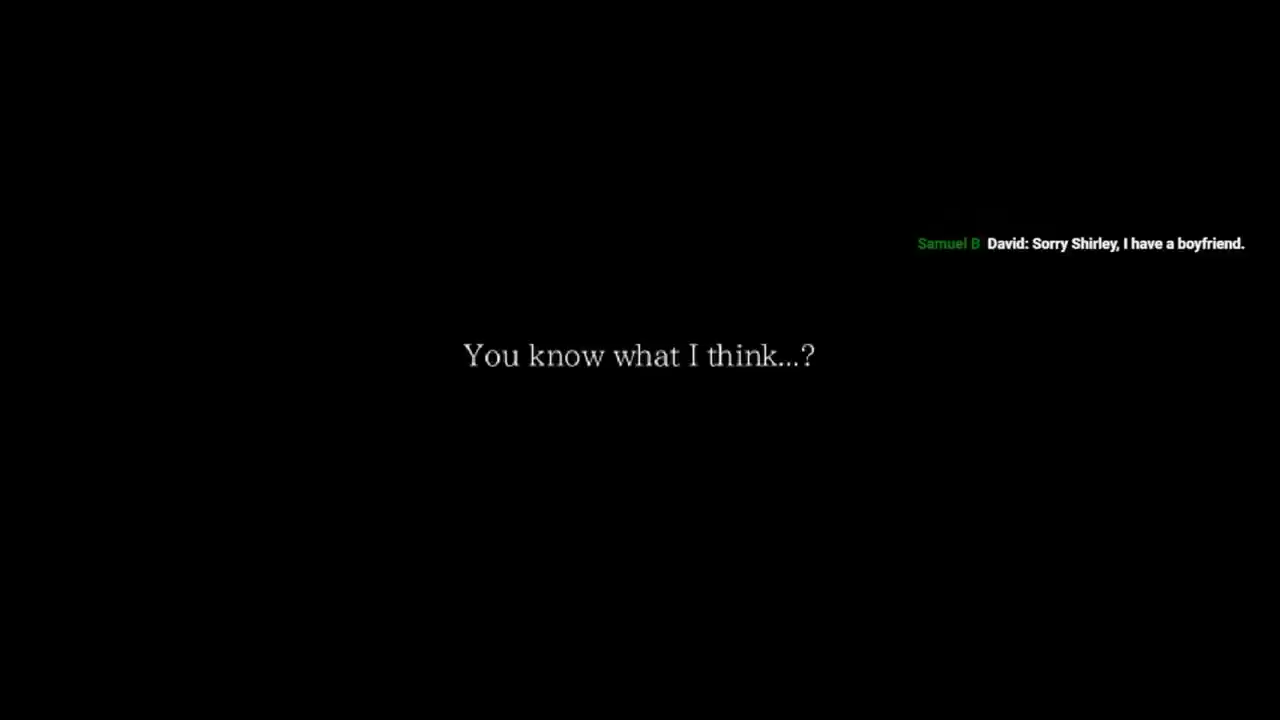 Samuel B David: Sorry Shirley, I have a boyfriend.
You know what I think...?